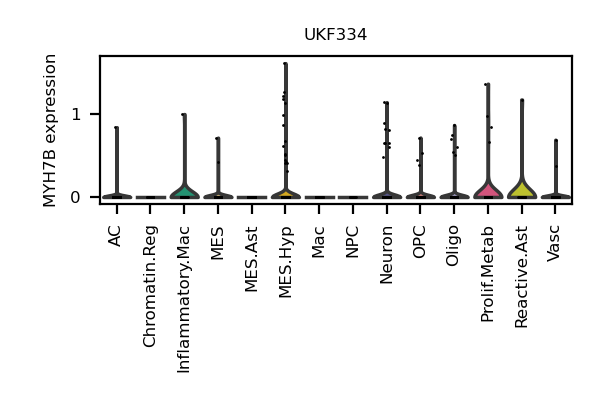 UKF334
MYH7B expression
1
0
AC
Chromatin.Reg
Inflammatory.Mac
MES
MES.Ast
MES.Hyp
Mac
NPC
Neuron
OPC
Oligo
Prolif.Metab
Reactive.Ast
Vasc